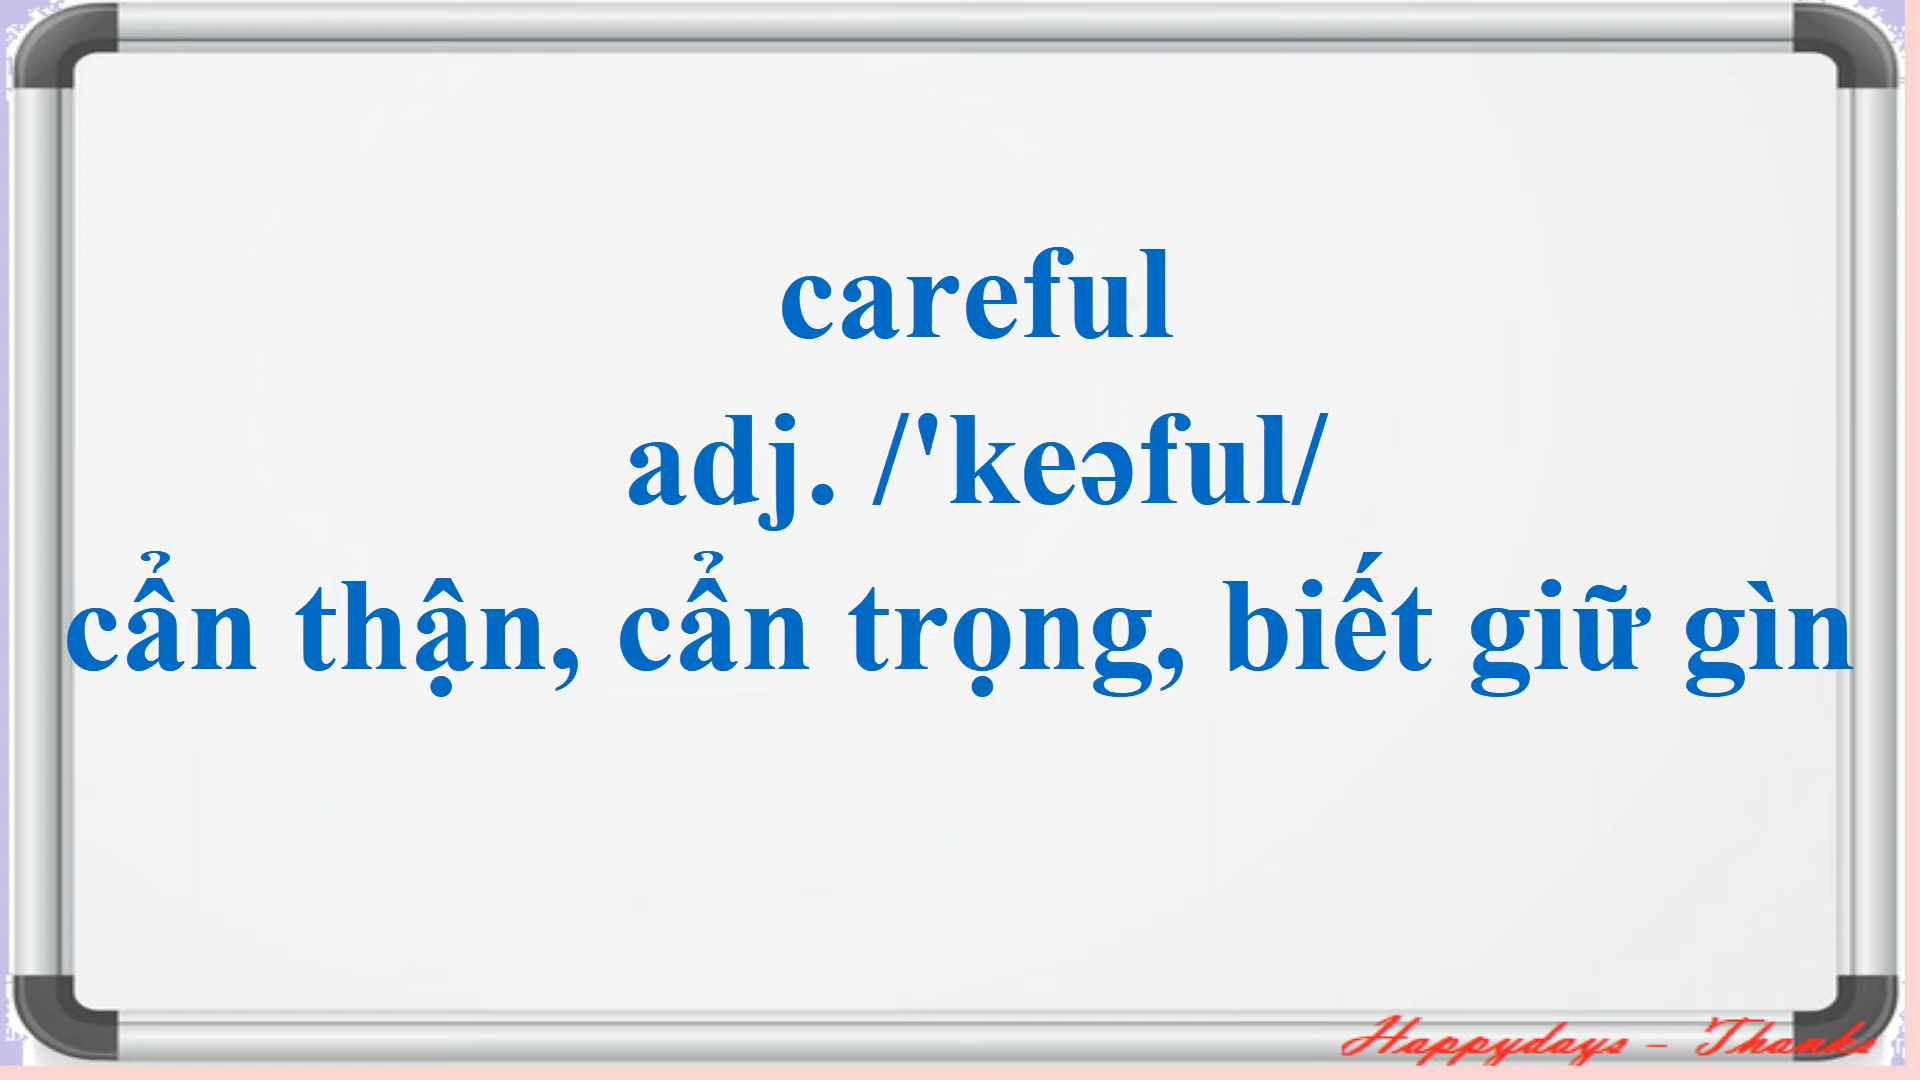 careful
adj. /'keəful/
cẩn thận, cẩn trọng, biết giữ gìn
Happydays - Thanks